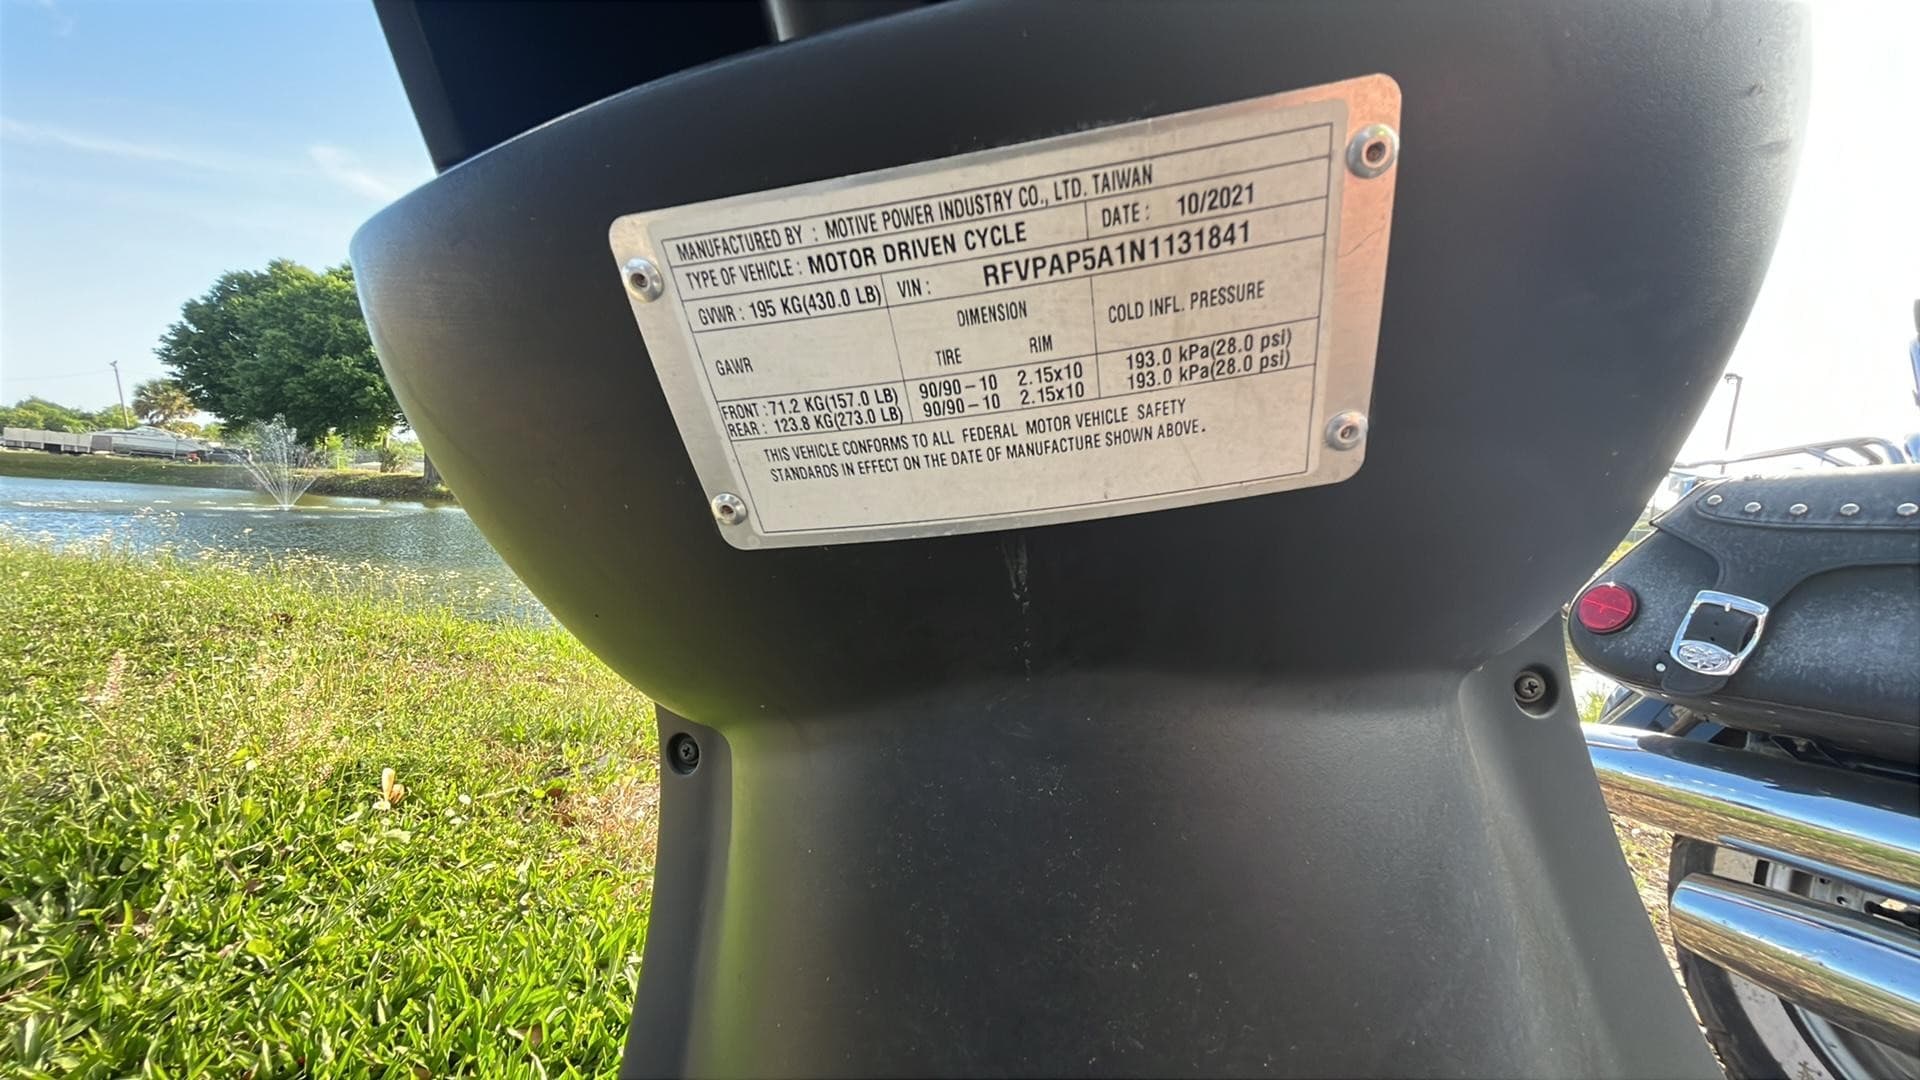 MANUFACTURED BY : MOTIVE POWER INDUSTRY CO., LTD. TAIWAN
TYPE OF VEHICLE : MOTOR DRIVEN CYCLE DATE : 10/2021
GVWR : 195 KG(430.0 LB) VIN : RFVPAP5A1N1131841
GAWR DIMENSION COLD INFL. PRESSURE
TIRE RIM
FRONT : 71.2 KG(157.0 LB) 90/90 – 10 2.15x10 193.0 kPa(28.0 psi)
REAR : 123.8 KG(273.0 LB) 90/90 – 10 2.15x10 193.0 kPa(28.0 psi)
THIS VEHICLE CONFORMS TO ALL FEDERAL MOTOR VEHICLE SAFETY
STANDARDS IN EFFECT ON THE DATE OF MANUFACTURE SHOWN ABOVE.